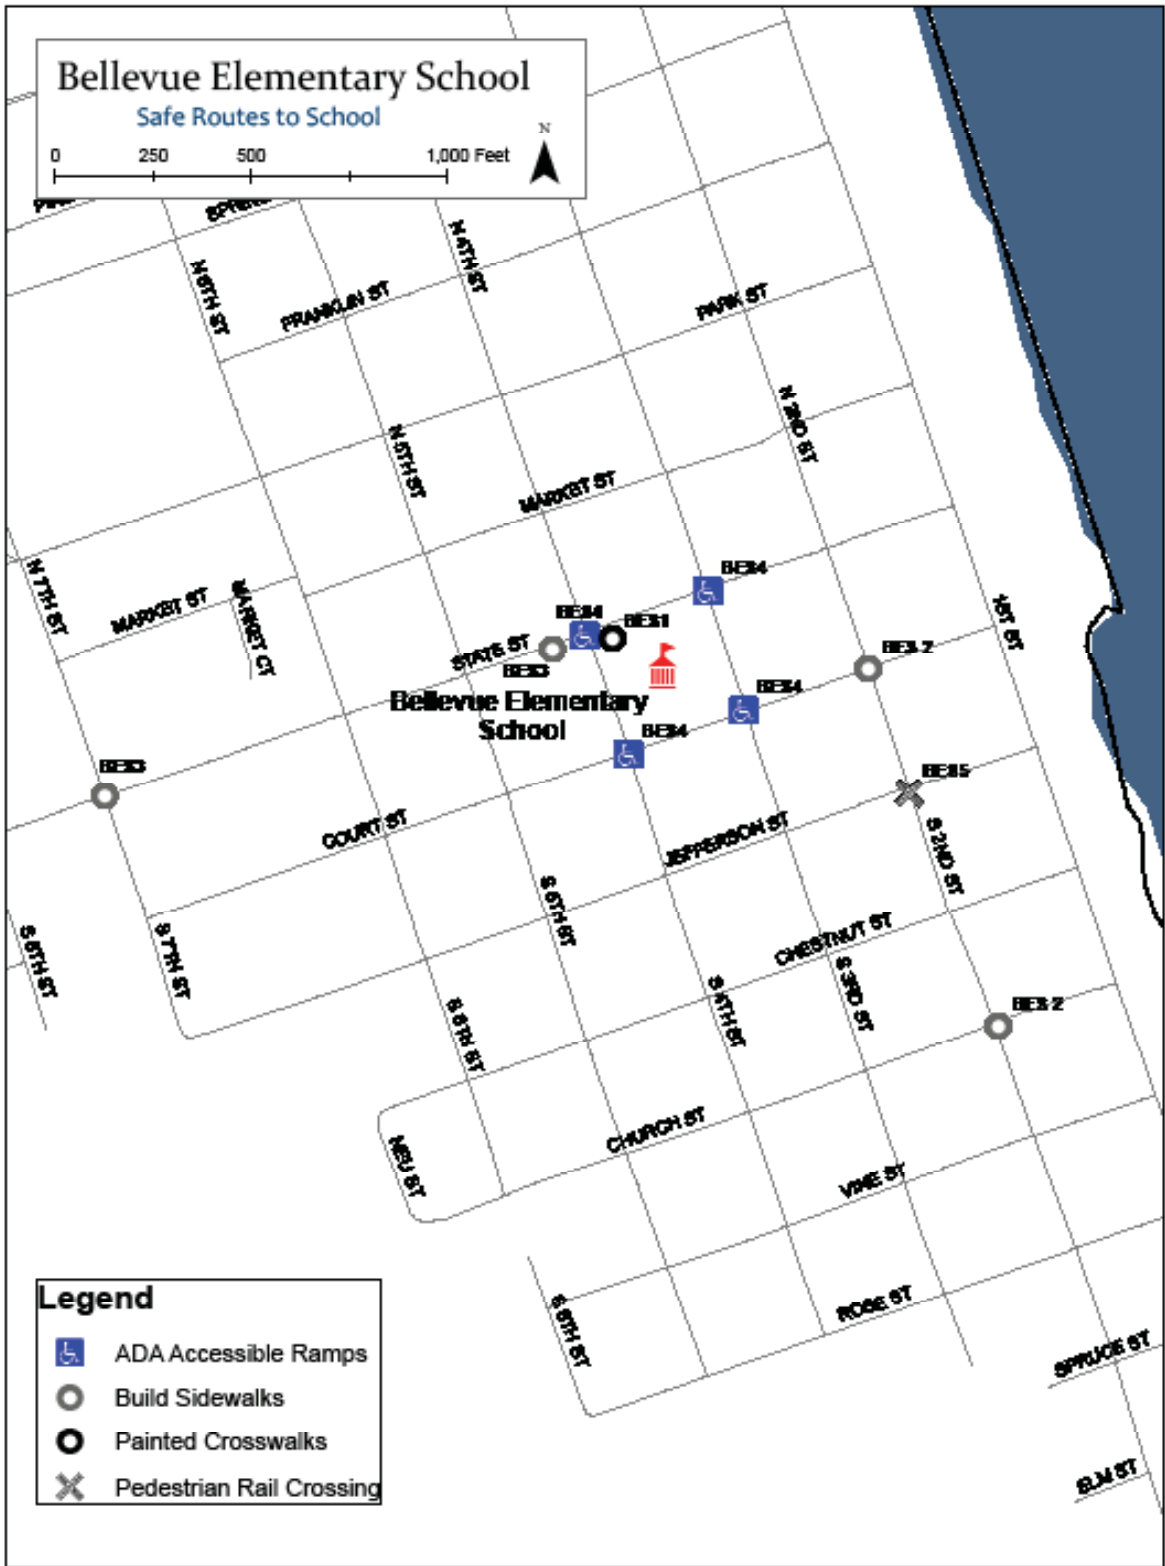 Bellevue Elementary School
Safe Routes to School
0 250 500 1,000 Feet
N
N 4TH ST
N 6TH ST
FRANKLIN ST
PARK ST
N 2ND ST
N 5TH ST
MARKET ST
N 7TH ST
MARKET ST
MARKET CT
BES4
BES4
BES1
1ST ST
STATE ST
BES3
BES 2
Bellevue Elementary
School
BES4
BES4
BES3
BES5
COURT ST
JEFFERSON ST
S 2ND ST
S 5TH ST
CHESTNUT ST
S 7TH ST
S 8TH ST
S 3RD ST
S 4TH ST
S 6TH ST
BES 2
CHURCH ST
NEU ST
VINE ST
ROSE ST
S 6TH ST
SPRUCE ST
ELM ST
Legend
ADA Accessible Ramps
Build Sidewalks
Painted Crosswalks
Pedestrian Rail Crossing